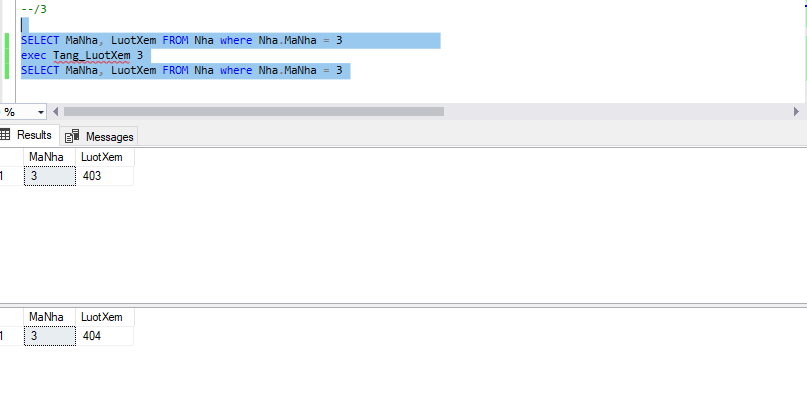 --/3
SELECT MaNha, LuotXem FROM Nha where Nha.MaNha = 3
exec Tang_LuotXem 3
SELECT MaNha, LuotXem FROM Nha where Nha.MaNha = 3
%
Results Messages
MaNha LuotXem
1 3 403
MaNha LuotXem
1 3 404